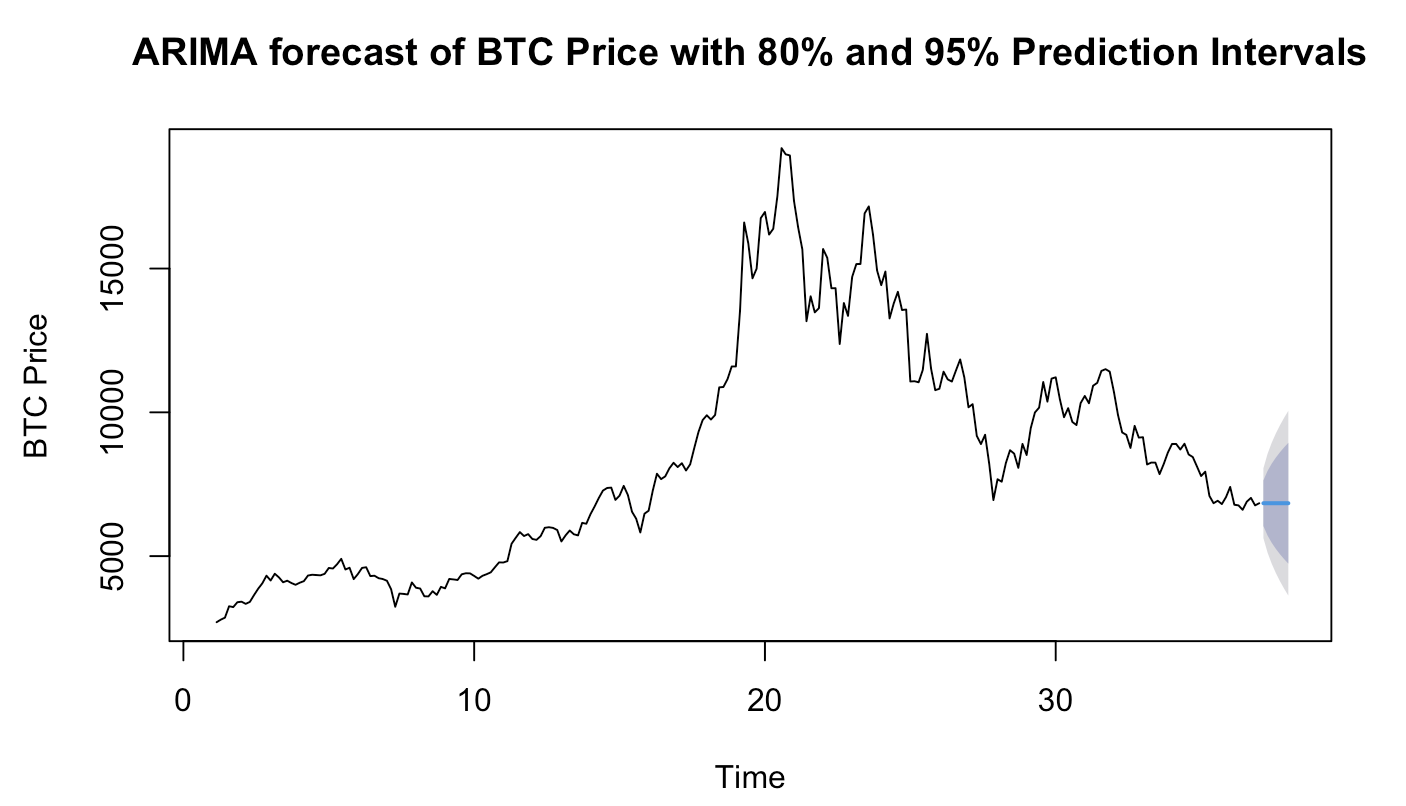 ARIMA forecast of BTC Price with 80% and 95% Prediction Intervals
BTC Price
15000
10000
5000
0 10 20 30
Time